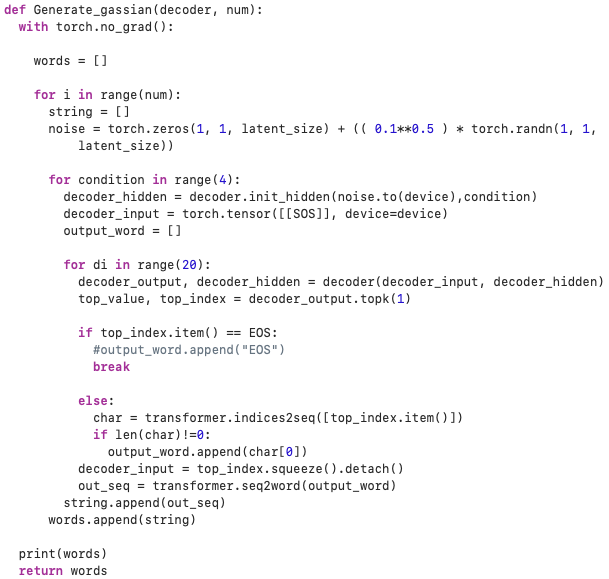 def Generate_gassian(decoder, num):
  with torch.no_grad():

    words = []

    for i in range(num):
      string = []
      noise = torch.zeros(1, 1, latent_size) + (( 0.1**0.5 ) * torch.randn(1, 1,
          latent_size))

      for condition in range(4):
        decoder_hidden = decoder.init_hidden(noise.to(device),condition)
        decoder_input = torch.tensor([[SOS]], device=device)
        output_word = []

        for di in range(20):
          decoder_output, decoder_hidden = decoder(decoder_input, decoder_hidden)
          top_value, top_index = decoder_output.topk(1)

          if top_index.item() == EOS:
            #output_word.append("EOS")
            break

          else:
            char = transformer.indices2seq([top_index.item()])
            if len(char)!=0:
              output_word.append(char[0])
          decoder_input = top_index.squeeze().detach()
          out_seq = transformer.seq2word(output_word)
        string.append(out_seq)
      words.append(string)

  print(words)
  return words